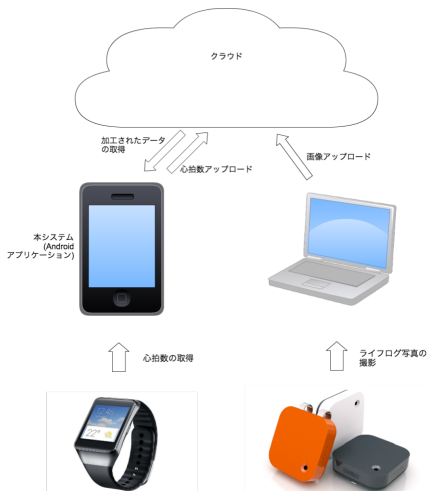 クラウド
加工されたデータ
の取得
心拍数アップロード
画像アップロード
本システム
(Android
アプリケーション)
心拍数の取得
ライフログ写真の
撮影
22°